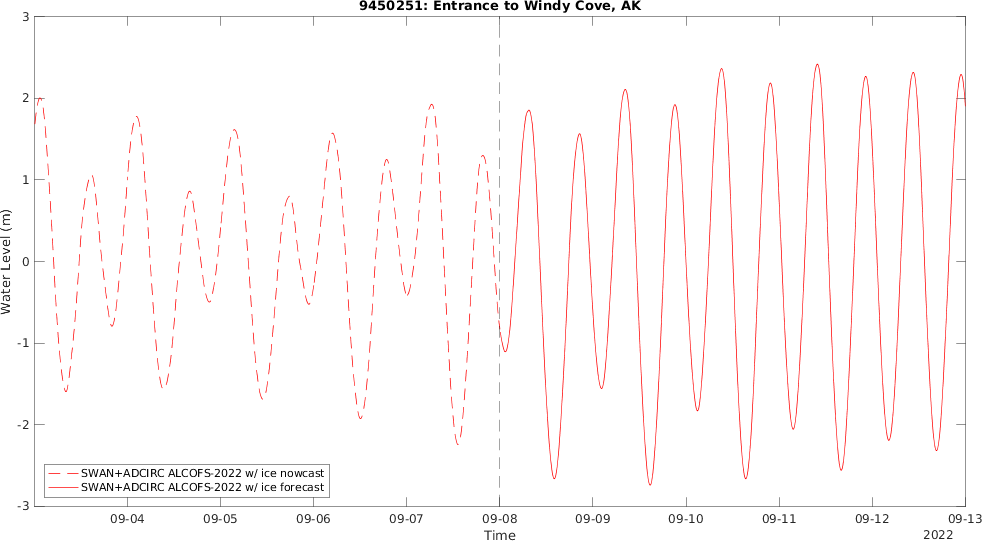 9450251: Entrance to Windy Cove, AK
3
2
1
0
-1
-2
-3
Water Level (m)
SWAN+ADCIRC ALCOFS-2022 w/ ice nowcast
SWAN+ADCIRC ALCOFS-2022 w/ ice forecast
09-04 09-05 09-06 09-07 09-08 09-09 09-10 09-11 09-12 09-13
Time
2022